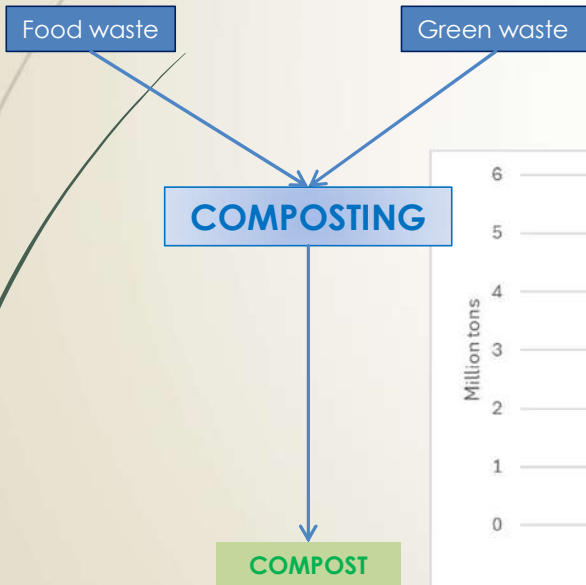 Food waste
Green waste
COMPOSTING
6
5
4
3
2
1
0
Million tons
COMPOST